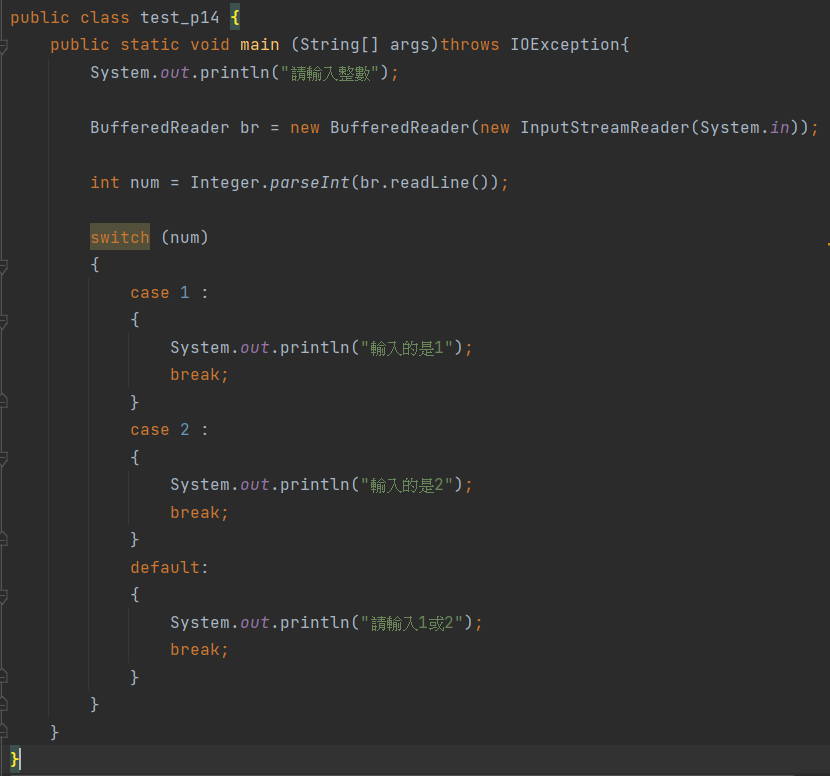 public class test_p14 {
public static void main (String[] args)throws IOException{
System.out.println("請輸入整數");
BufferedReader br = new BufferedReader(new InputStreamReader(System.in));
int num = Integer.parseInt(br.readLine());
switch (num)
{
case 1 :
{
System.out.println("輸入的是1");
break;
}
case 2 :
{
System.out.println("輸入的是2");
break;
}
default:
{
System.out.println("請輸入1或2");
break;
}
}
}
}